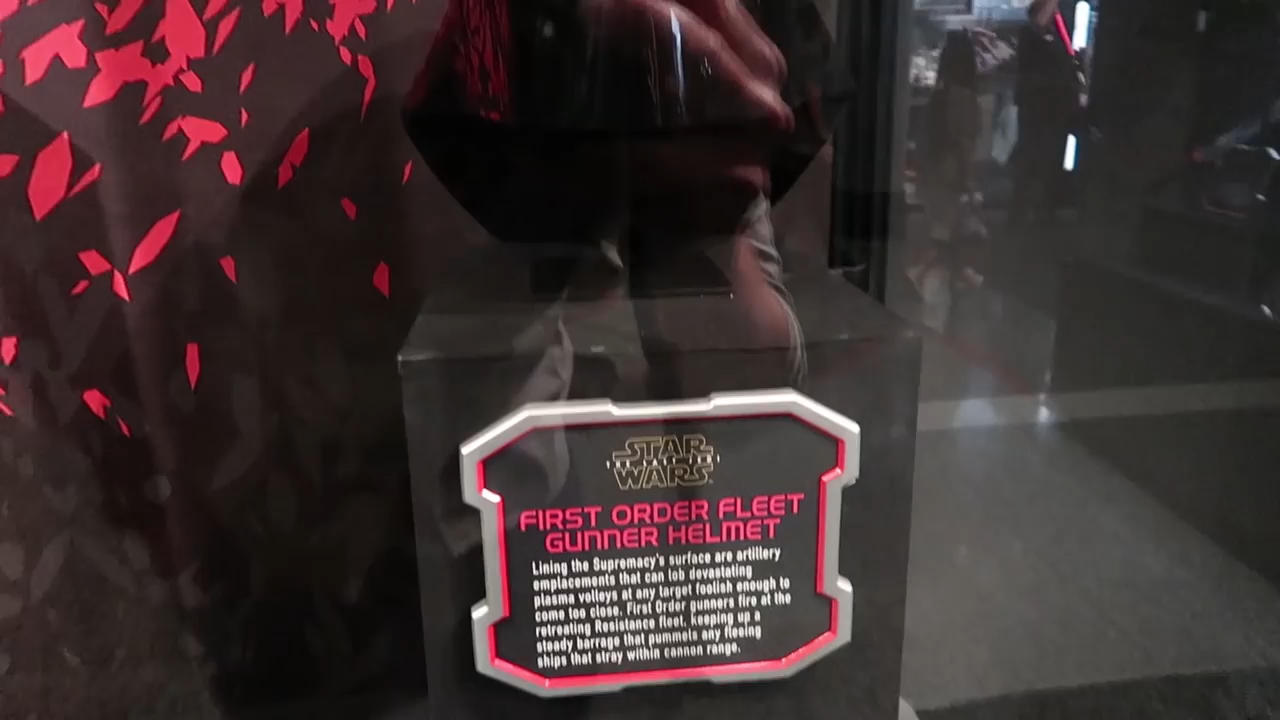 STAR
WARS
FIRST ORDER FLEET
GUNNER HELMET
Lining the Supremacy's surface are artillery
emplacements that can lob devastating
plasma volleys at any target foolish enough to
come too close. First Order gunners fire at the
retreating Resistance fleet, keeping up a
steady barrage that pummels any fleeing
ships that stray within cannon range.